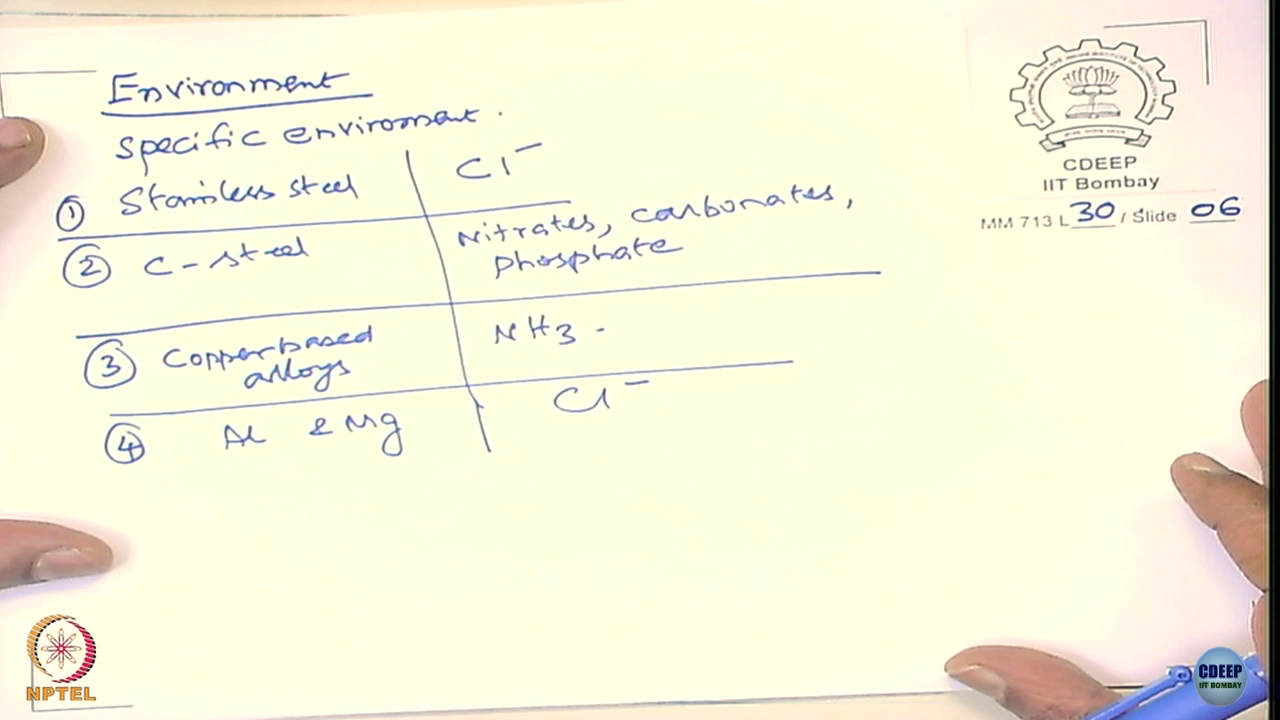 Environment
specific enviroment.
① Stainless steel | Cl⁻
② C-steel | Nitrates, carbonates,
phosphate
③ Copper based | NH3 -
alloys
④ Al & Mg | Cl⁻
CDEEP
IIT Bombay
MM 713 L 30 / Slide 06
NPTEL
CDEEP
IIT BOMBAY